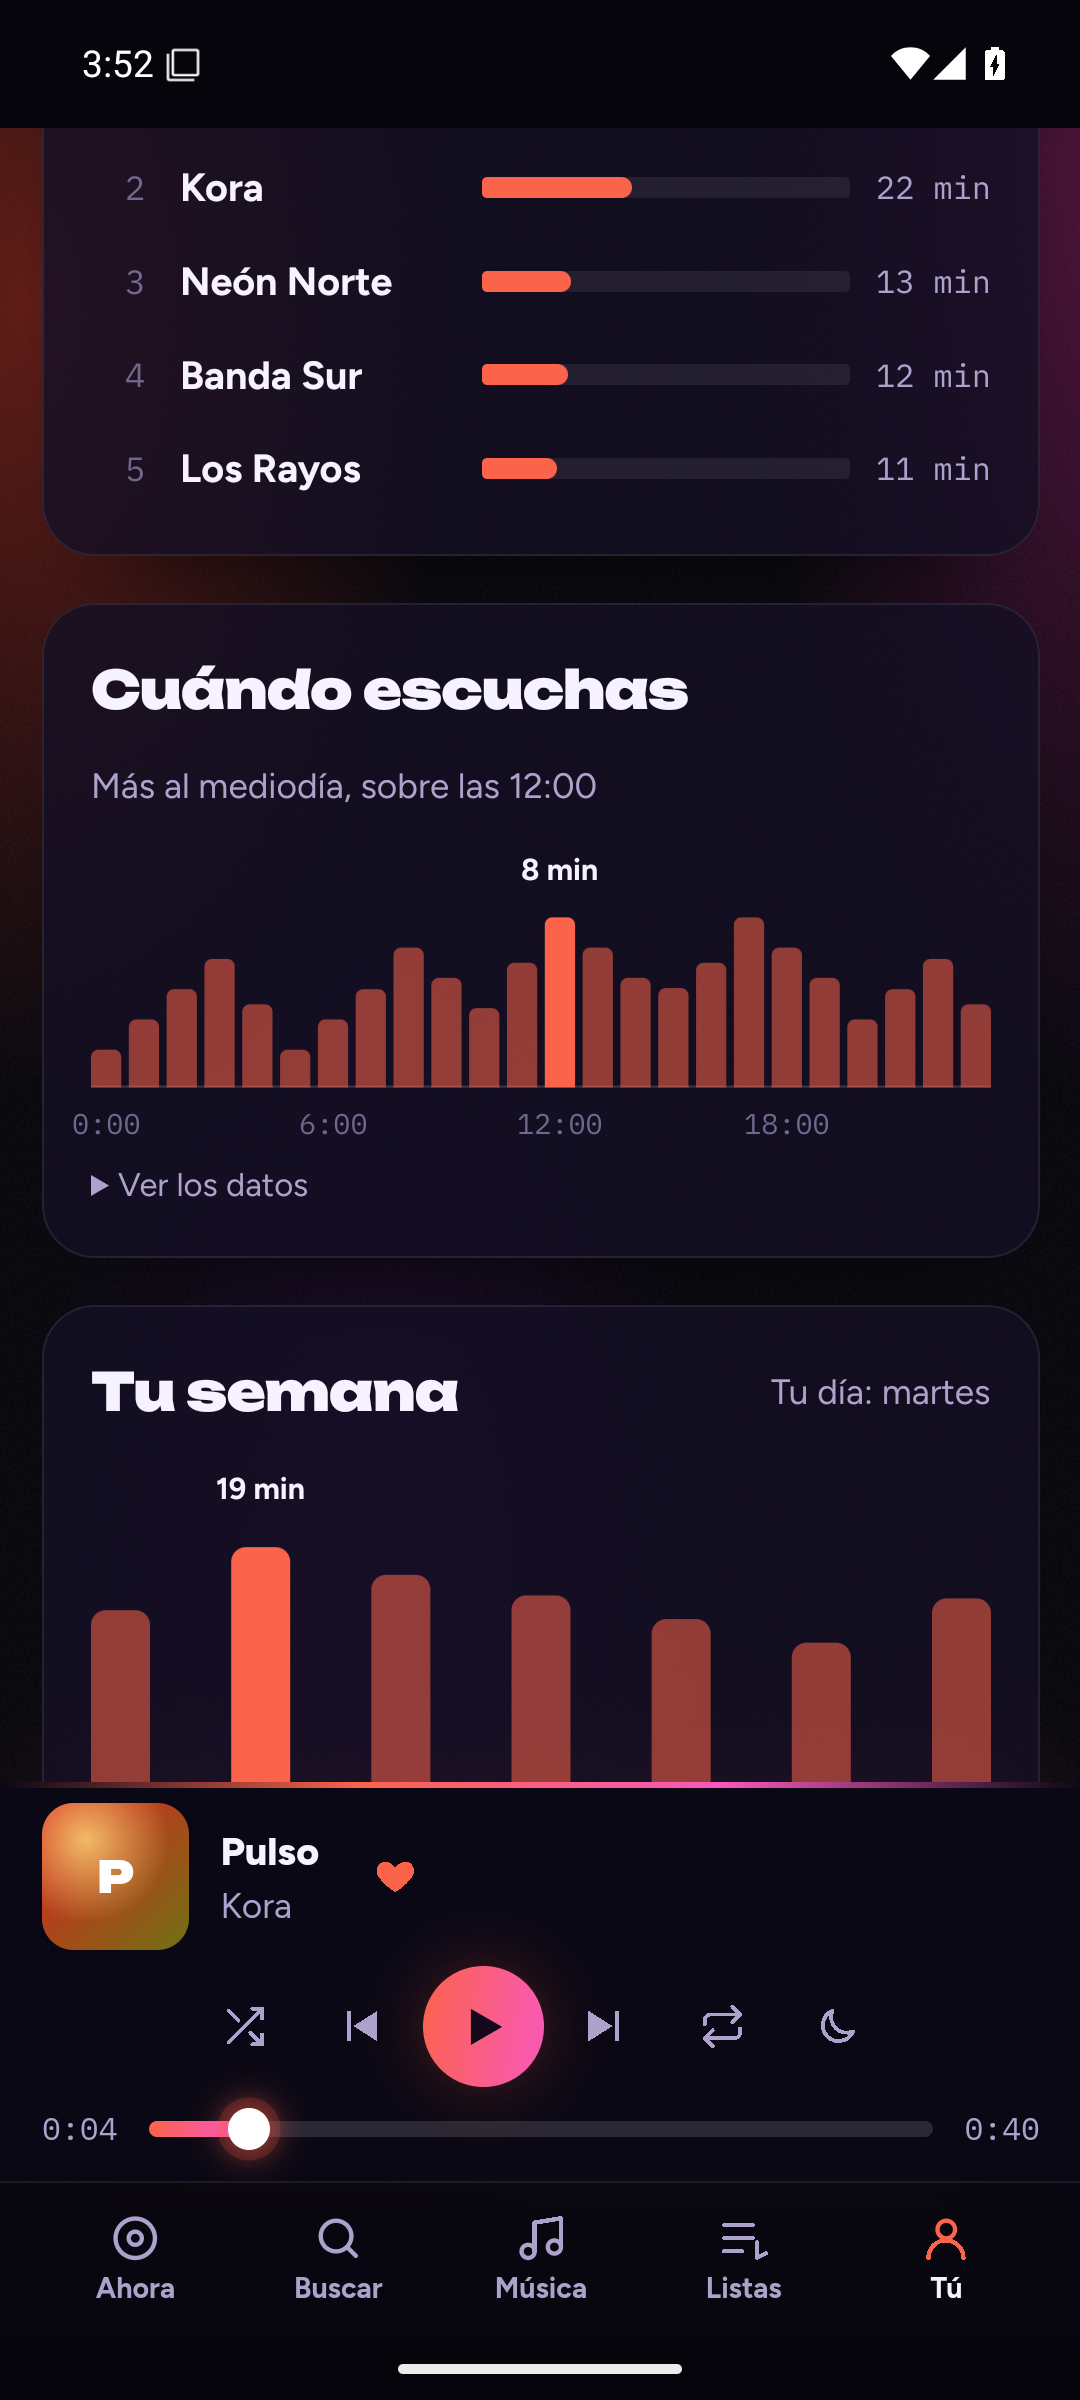 3:52
2 Kora 22 min
3 Neón Norte 13 min
4 Banda Sur 12 min
5 Los Rayos 11 min
Cuándo escuchas
Más al mediodía, sobre las 12:00
8 min
0:00 6:00 12:00 18:00
Ver los datos
Tu semana Tu día: martes
19 min
P
Pulso
Kora
0:04 0:40
Ahora Buscar Música Listas Tú